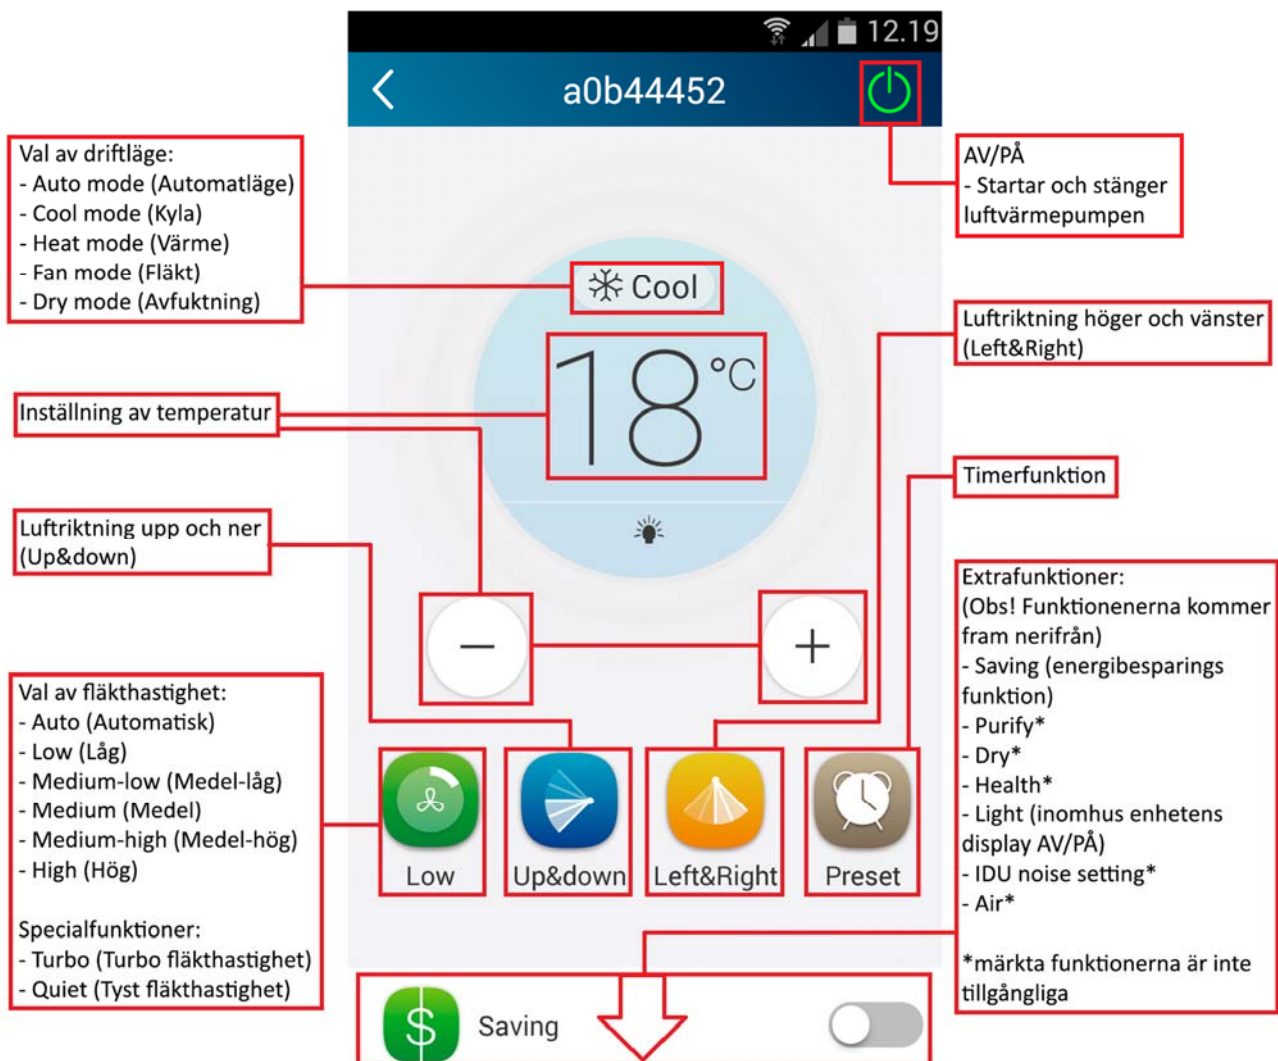 12.19
a0b44452
Val av driftläge:
- Auto mode (Automatläge)
- Cool mode (Kyla)
- Heat mode (Värme)
- Fan mode (Fläkt)
- Dry mode (Avfuktning)
AV/PÅ
- Startar och stänger
luftvärmepumpen
Cool
18 °C
Luftriktning höger och vänster
(Left&Right)
Inställning av temperatur
Timerfunktion
Luftriktning upp och ner
(Up&down)
Extrafunktioner:
(Obs! Funktionenerna kommer
fram nerifrån)
- Saving (energibesparings
funktion)
- Purify*
- Dry*
- Health*
- Light (inomhus enhetens
display AV/PÅ)
- IDU noise setting*
- Air*
*märkta funktionerna är inte
tillgångliga
−
+
Val av fläkthastighet:
- Auto (Automatisk)
- Low (Låg)
- Medium-low (Medel-låg)
- Medium (Medel)
- Medium-high (Medel-hög)
- High (Hög)
Specialfunktioner:
- Turbo (Turbo fläkthastighet)
- Quiet (Tyst fläkthastighet)
Low
Up&down
Left&Right
Preset
$ Saving